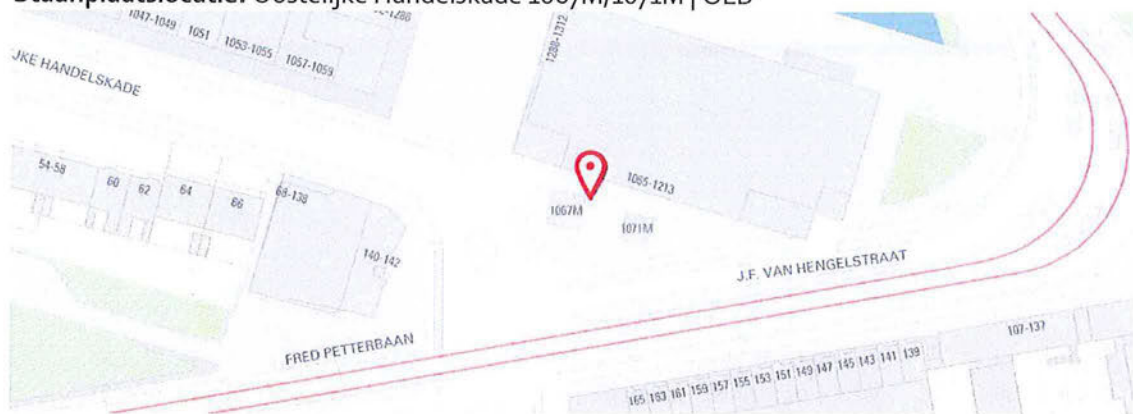 Staanplaatslocatie: Oostelijke Handelskade 1067M,1071M | OLD
1047-1049
1051
1053-1055
1057-1059
1288-1312
JKE HANDELSKADE
54-58
60
62
64
66
68-138
140-142
1065-1213
1067M
1071M
J.F. VAN HENGELSTRAAT
FRED PETTERBAAN
107-137
165 163 161 159 157 155 153 151 149 147 145 143 141 139